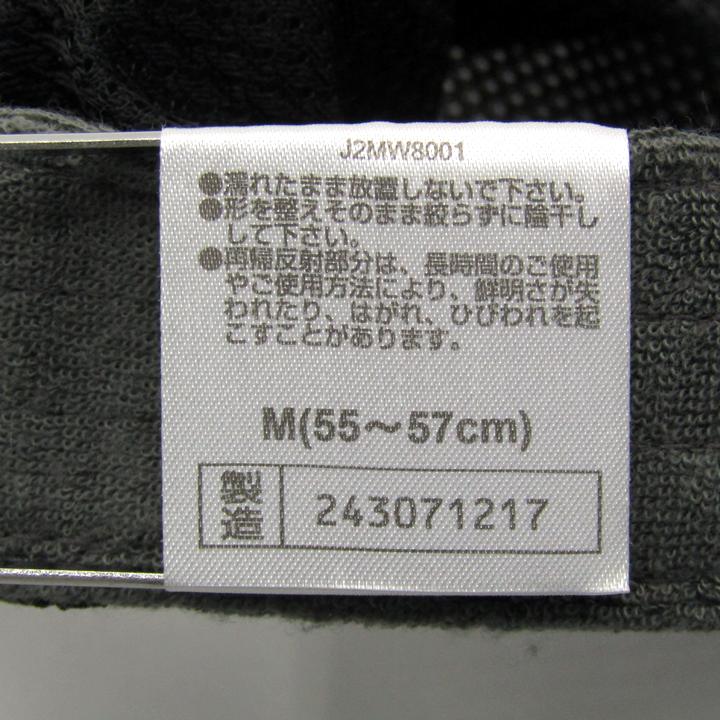 J2MW8001
●濡れたまま放置しないで下さい。
●形を整えそのまま絞らずに陰干し
して下さい。
●再帰反射部分は、長時間のご使用
やご使用方法により、鮮明さが失
われたり、はがれ、ひびわれを起
こすことがあります。
M(55～57cm)
製造 243071217